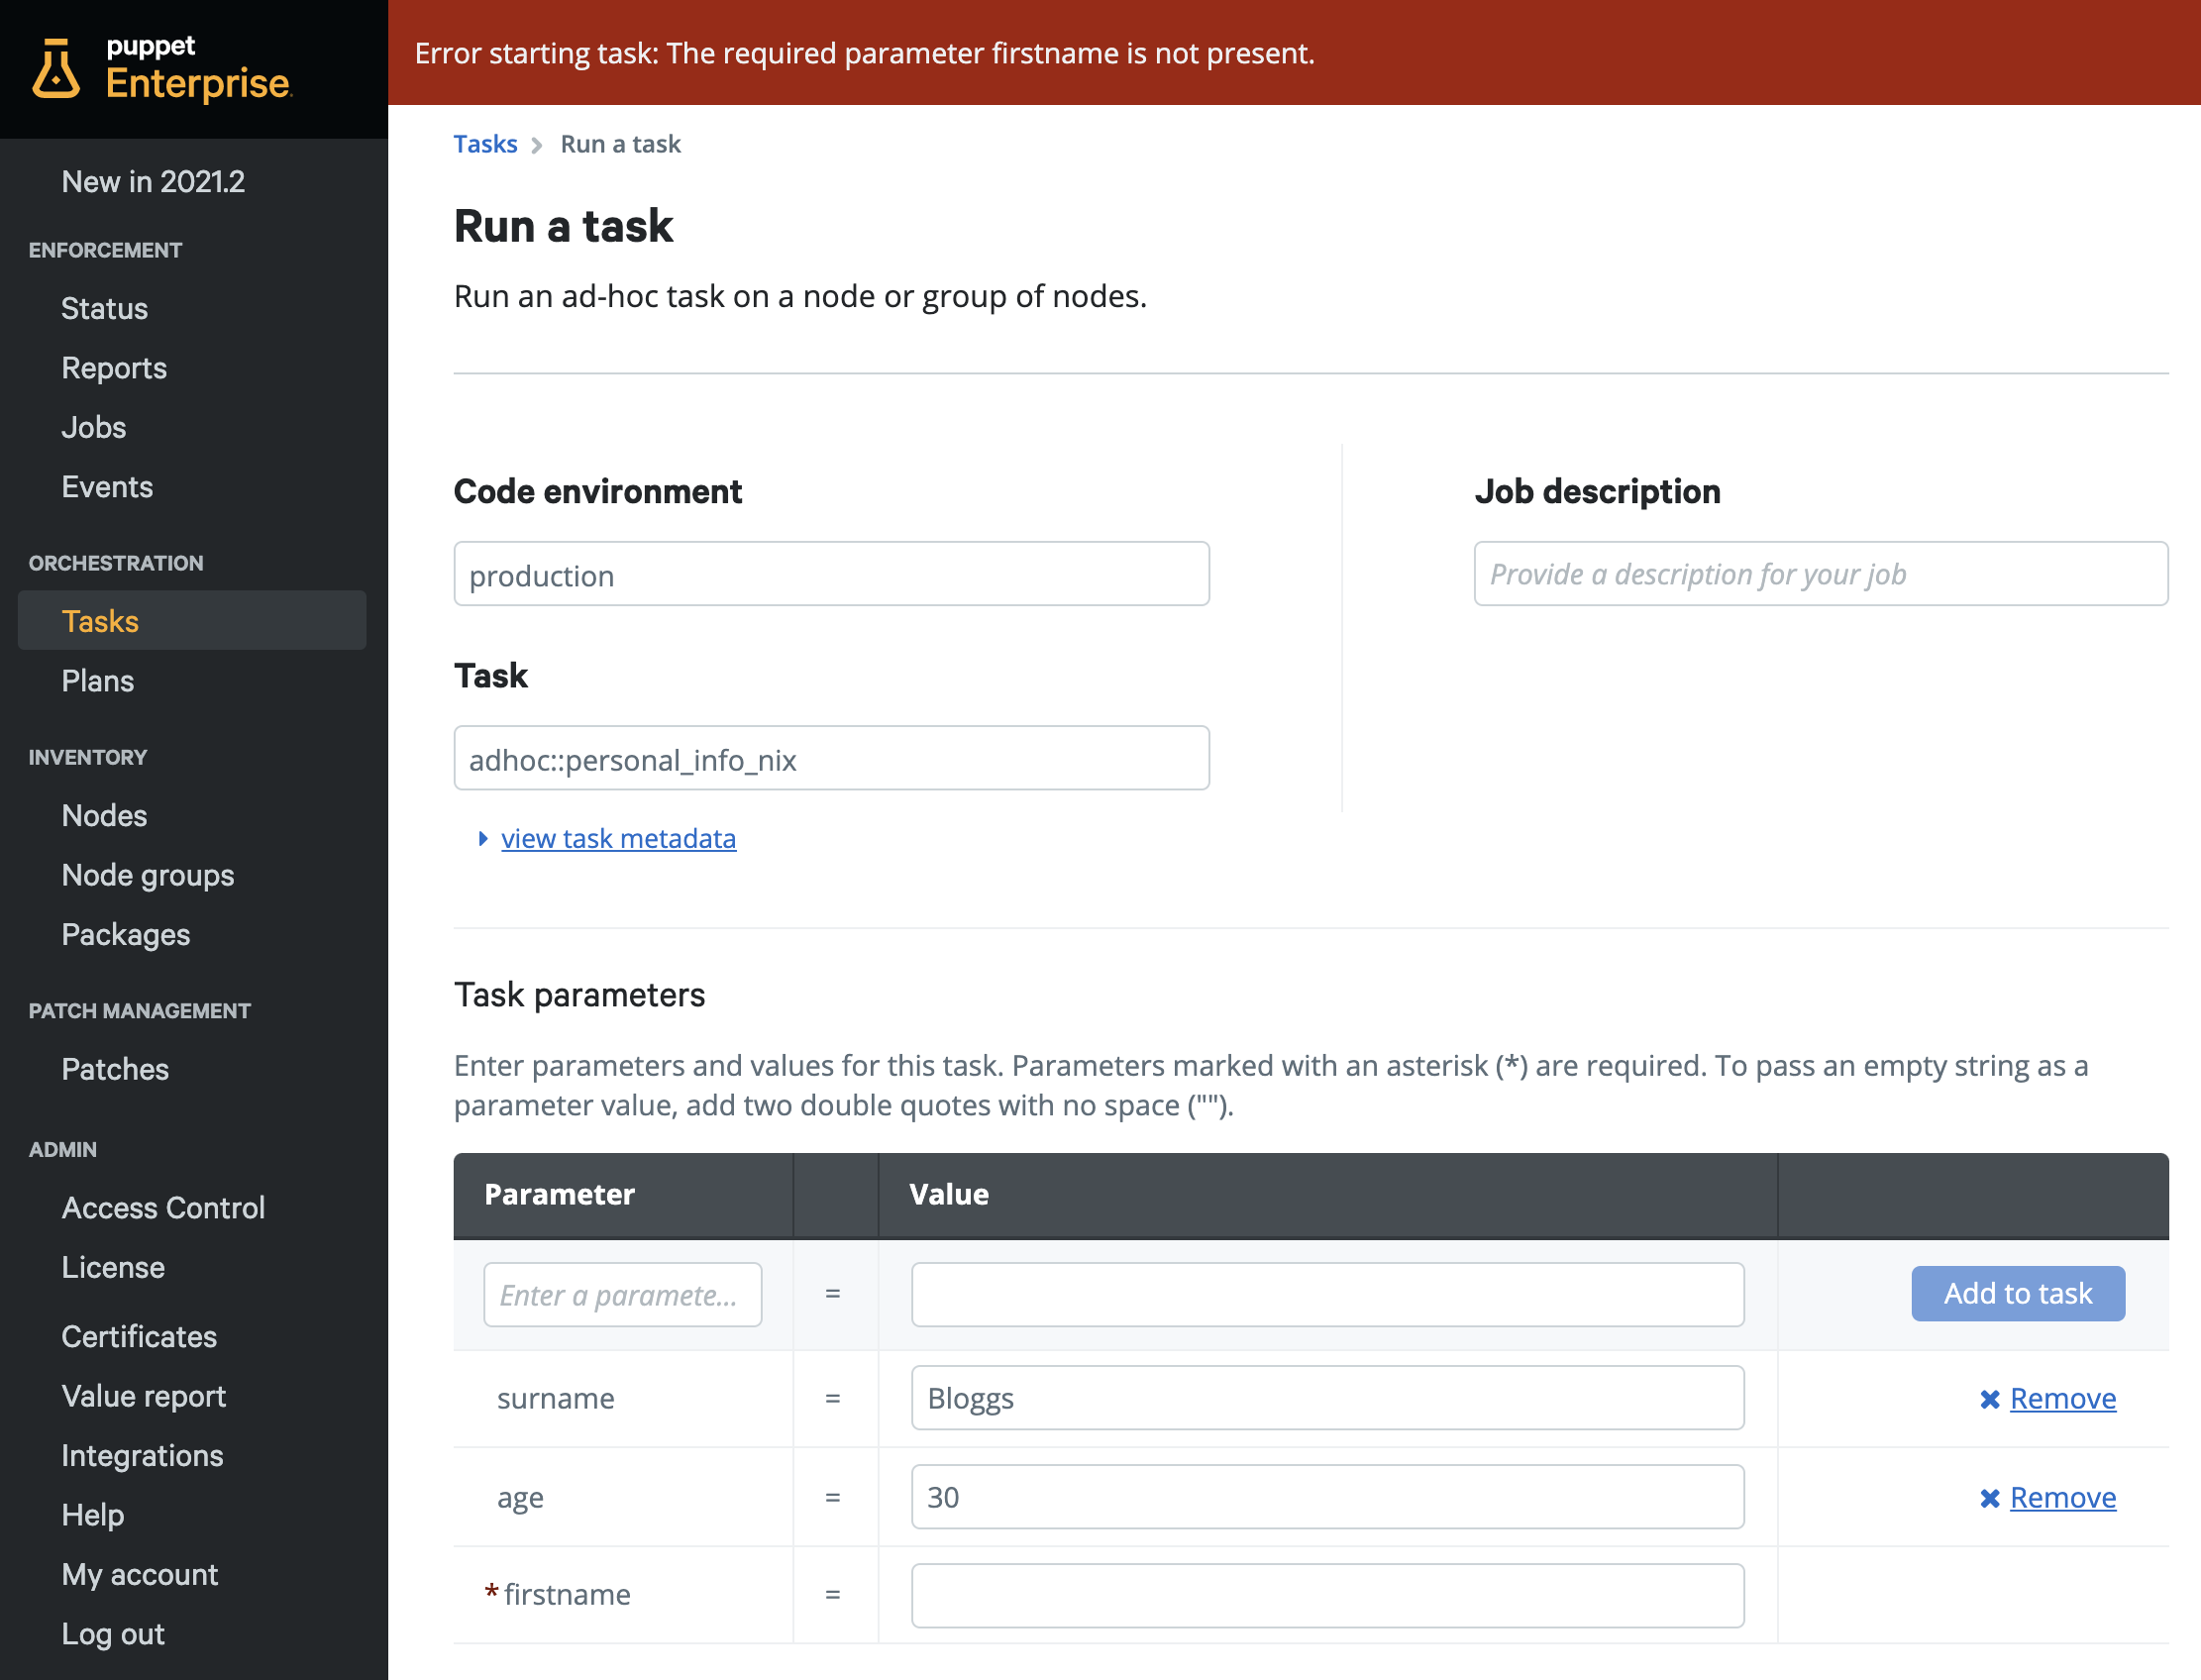 puppet
Enterprise
New in 2021.2
ENFORCEMENT
Status
Reports
Jobs
Events
ORCHESTRATION
Tasks
Plans
INVENTORY
Nodes
Node groups
Packages
PATCH MANAGEMENT
Patches
ADMIN
Access Control
License
Certificates
Value report
Integrations
Help
My account
Log out
Error starting task: The required parameter firstname is not present.
Tasks Run a task
Run a task
Run an ad-hoc task on a node or group of nodes.
Code environment
production
Job description
Provide a description for your job
Task
adhoc::personal_info_nix
view task metadata
Task parameters
Enter parameters and values for this task. Parameters marked with an asterisk (*) are required. To pass an empty string as a
parameter value, add two double quotes with no space ("").
Parameter Value
Enter a paramete... = Add to task
surname = Bloggs ✖ Remove
age = 30 ✖ Remove
*firstname =